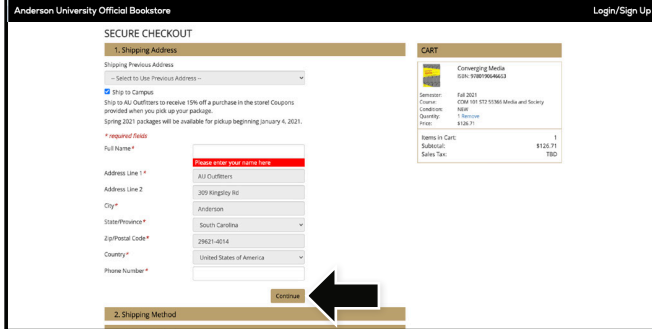 Anderson University Official Bookstore
Login/Sign Up
SECURE CHECKOUT
1. Shipping Address
Shipping Previous Address
-- Select to Use Previous Address --
Ship to Campus
Ship to AU Outfitters to receive 15% off a purchase in the store! Coupons
provided when you pick up your package.
Spring 2021 packages will be available for pickup beginning January 4, 2021.
* required fields
Full Name *
Please enter your name here
Address Line 1 *
AU Outfitters
Address Line 2
309 Kingsley Rd
City *
Anderson
State/Province *
South Carolina
Zip/Postal Code *
29621-4014
Country *
United States of America
Phone Number *
Continue
2. Shipping Method
CART
Converging Media
ISBN: 9780190646653
Semester: Fall 2021
Course: COM 101 ST2 53363 Media and Society
Condition: NEW
Quantity: 1 Remove
Price: $126.71
Items in Cart: 1
Subtotal: $126.71
Sales Tax: TBD